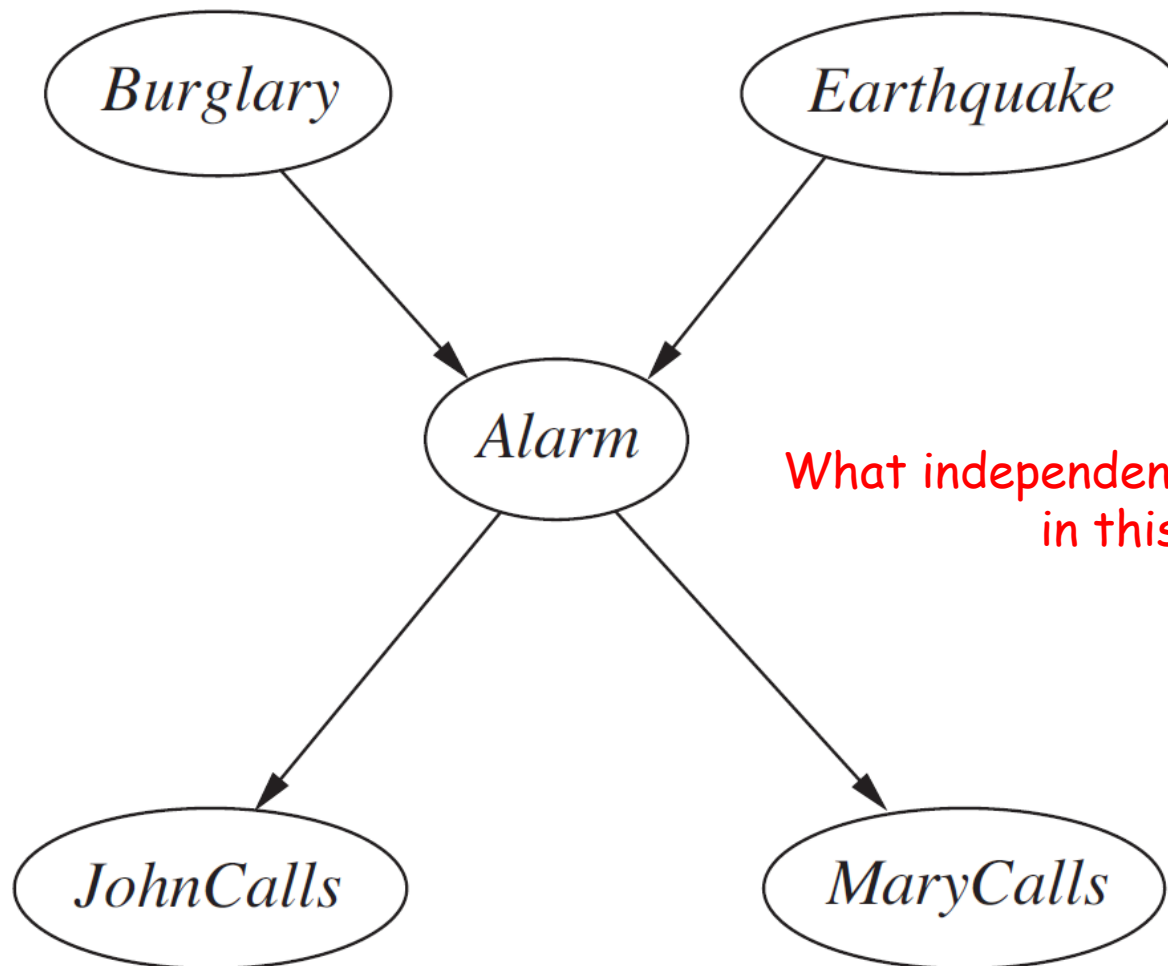 Burglary
Earthquake
Alarm
What independen
in this
JohnCalls
MaryCalls